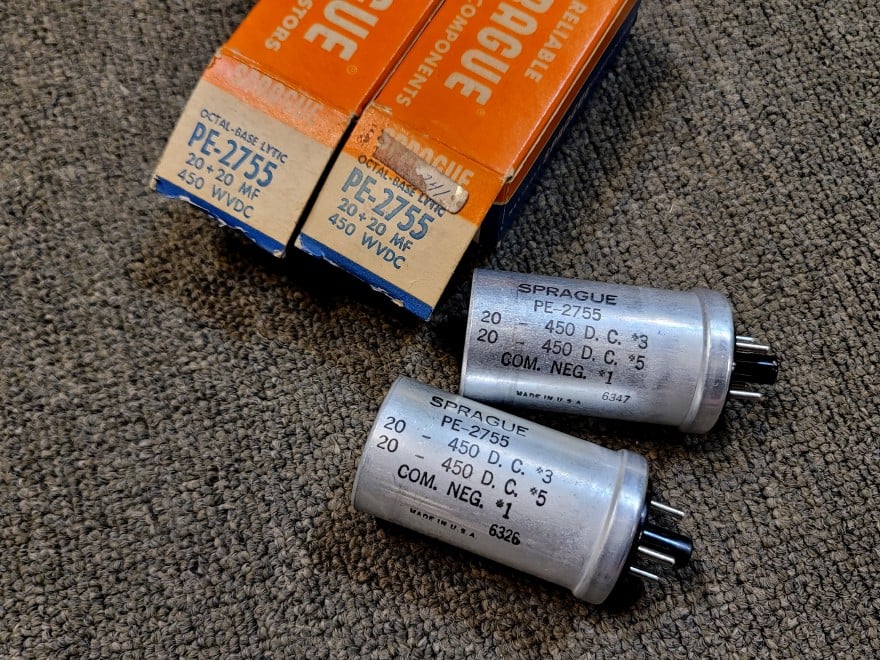 SPRAGUE
RELIABLE
COMPONENTS
SPRAGUE
OCTAL-BASE LYTIC
PE-2755
20 + 20 MF
450 WVDC
SPRAGUE
OCTAL-BASE LYTIC
PE-2755
20 + 20 MF
450 WVDC
SPRAGUE
PE-2755
20 - 450 D. C. *3
20 - 450 D. C. *5
COM. NEG. *1
MADE IN U.S.A. 6347
SPRAGUE
PE-2755
20 - 450 D. C. *3
20 - 450 D. C. *5
COM. NEG. *1
MADE IN U.S.A. 6326